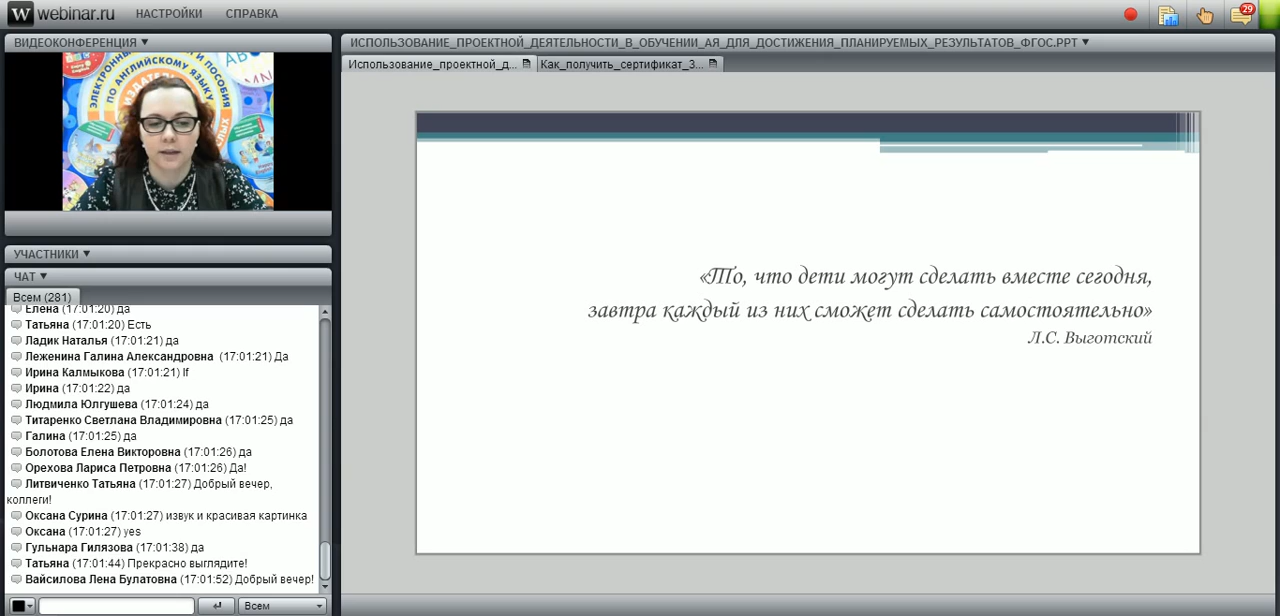 W webinar.ru НАСТРОЙКИ СПРАВКА
29
ВИДЕОКОНФЕРЕНЦИЯ
ЭЛЕКТРОННЫЕ И ПОСОБИЯ
ПО АНГЛИЙСКОМУ ЯЗЫКУ
УЧАСТНИКИ
ЧАТ
Всем (281)
Елена (17:01:20) да
Татьяна (17:01:20) Есть
Ладик Наталья (17:01:21) да
Леженина Галина Александровна (17:01:21) Да
Ирина Калмыкова (17:01:21) If
Ирина (17:01:22) да
Людмила Юлгушева (17:01:24) да
Титаренко Светлана Владимировна (17:01:25) да
Галина (17:01:25) да
Болотова Елена Викторовна (17:01:26) да
Орехова Лариса Петровна (17:01:26) Да!
Литвиченко Татьяна (17:01:27) Добрый вечер,
коллеги!
Оксана Сурина (17:01:27) извук и красивая картинка
Оксана (17:01:27) yes
Гульнара Гилязова (17:01:38) да
Татьяна (17:01:44) Прекрасно выглядите!
Вайсилова Лена Булатовна (17:01:52) Добрый вечер!
Всем
ИСПОЛЬЗОВАНИЕ_ПРОЕКТНОЙ_ДЕЯТЕЛЬНОСТИ_В_ОБУЧЕНИИ_АЯ_ДЛЯ_ДОСТИЖЕНИЯ_ПЛАНИРУЕМЫХ_РЕЗУЛЬТАТОВ_ФГОС.PPT
Использование_проектной_д... Как_получить_сертификат_3...
«То, что дети могут сделать вместе сегодня,
завтра каждый из них сможет сделать самостоятельно»
Л.С. Выготский